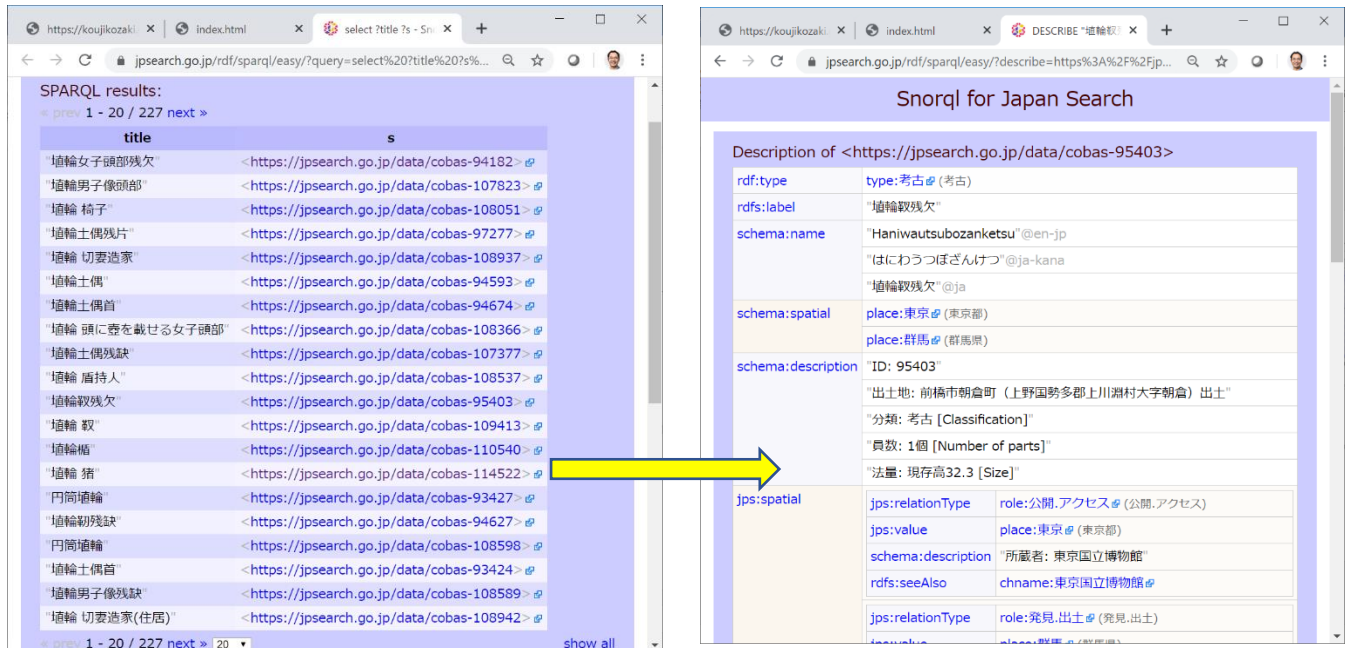 https://koujikozaki
index.html
select ?title ?s - Sno
jpsearch.go.jp/rdf/sparql/easy/?query=select%20?title%20?s%...
SPARQL results:
« prev 1 - 20 / 227 next »
title s
"埴輪女子頭部残欠" <https://jpsearch.go.jp/data/cobas-94182>
"埴輪男子像頭部" <https://jpsearch.go.jp/data/cobas-107823>
"埴輪 椅子" <https://jpsearch.go.jp/data/cobas-108051>
"埴輪土偶残片" <https://jpsearch.go.jp/data/cobas-97277>
"埴輪 切妻造家" <https://jpsearch.go.jp/data/cobas-108937>
"埴輪土偶" <https://jpsearch.go.jp/data/cobas-94593>
"埴輪土偶首" <https://jpsearch.go.jp/data/cobas-94674>
"埴輪 頭に壺を載せる女子頭部" <https://jpsearch.go.jp/data/cobas-108366>
"埴輪土偶残缺" <https://jpsearch.go.jp/data/cobas-107377>
"埴輪 盾持人" <https://jpsearch.go.jp/data/cobas-108537>
"埴輪靫残欠" <https://jpsearch.go.jp/data/cobas-95403>
"埴輪 靫" <https://jpsearch.go.jp/data/cobas-109413>
"埴輪楯" <https://jpsearch.go.jp/data/cobas-110540>
"埴輪 猪" <https://jpsearch.go.jp/data/cobas-114522>
"円筒埴輪" <https://jpsearch.go.jp/data/cobas-93427>
"埴輪靭残缺" <https://jpsearch.go.jp/data/cobas-94627>
"円筒埴輪" <https://jpsearch.go.jp/data/cobas-108598>
"埴輪土偶首" <https://jpsearch.go.jp/data/cobas-93424>
"埴輪男子像残缺" <https://jpsearch.go.jp/data/cobas-108589>
"埴輪 切妻造家(住居)" <https://jpsearch.go.jp/data/cobas-108942>
« prev 1 - 20 / 227 next » 20 show all
https://koujikozaki
index.html
DESCRIBE "埴輪靫
jpsearch.go.jp/rdf/sparql/easy/?describe=https%3A%2F%2Fjp...
Snorql for Japan Search
Description of <https://jpsearch.go.jp/data/cobas-95403>
rdf:type type:考古 (考古)
rdfs:label "埴輪靫残欠"
schema:name "Haniwautsubozanketsu"@en-jp
"はにわうつぼざんけつ"@ja-kana
"埴輪靫残欠"@ja
schema:spatial place:東京 (東京都)
place:群馬 (群馬県)
schema:description "ID: 95403"
"出土地: 前橋市朝倉町（上野国勢多郡上川淵村大字朝倉）出土"
"分類: 考古 [Classification]"
"員数: 1個 [Number of parts]"
"法量: 現存高32.3 [Size]"
jps:spatial jps:relationType role:公開.アクセス (公開.アクセス)
jps:value place:東京 (東京都)
schema:description "所蔵者: 東京国立博物館"
rdfs:seeAlso chname:東京国立博物館
jps:relationType role:発見.出土 (発見.出土)
jps:value place:群馬 (群馬県)